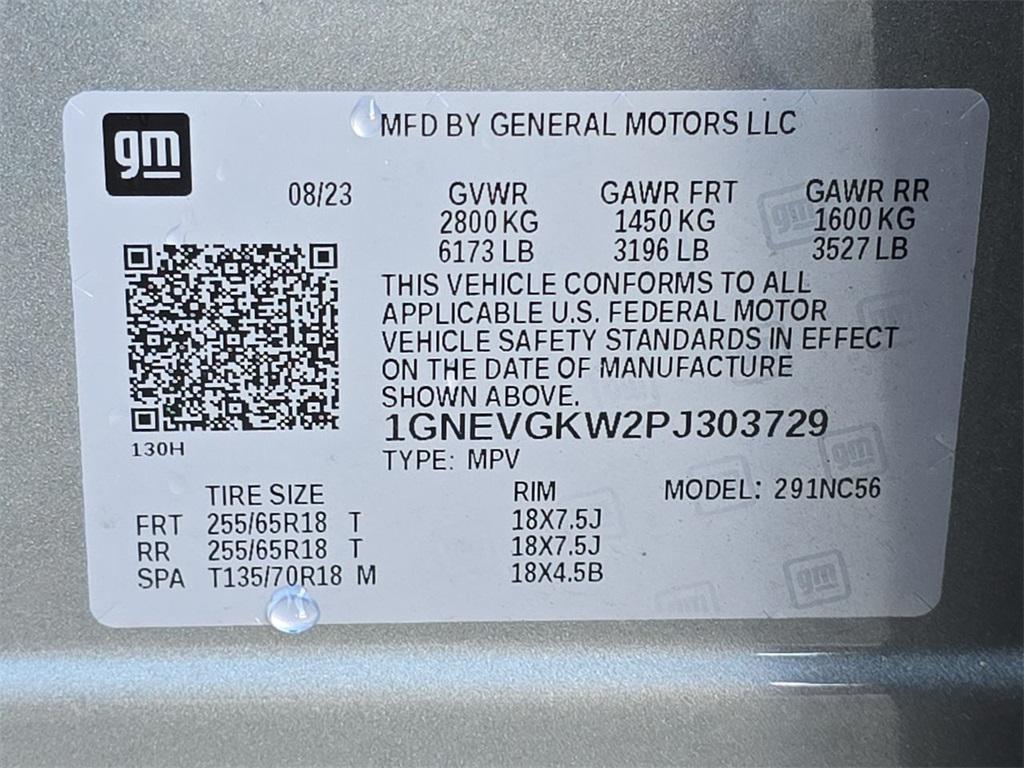 gm
MFD BY GENERAL MOTORS LLC
08/23 GVWR GAWR FRT GAWR RR
2800 KG 1450 KG 1600 KG
6173 LB 3196 LB 3527 LB
THIS VEHICLE CONFORMS TO ALL
APPLICABLE U.S. FEDERAL MOTOR
VEHICLE SAFETY STANDARDS IN EFFECT
ON THE DATE OF MANUFACTURE
SHOWN ABOVE.
1GNEVGKW2PJ303729
130H
TYPE: MPV
TIRE SIZE RIM MODEL: 291NC56
FRT 255/65R18 T 18X7.5J
RR 255/65R18 T 18X7.5J
SPA T135/70R18 M 18X4.5B